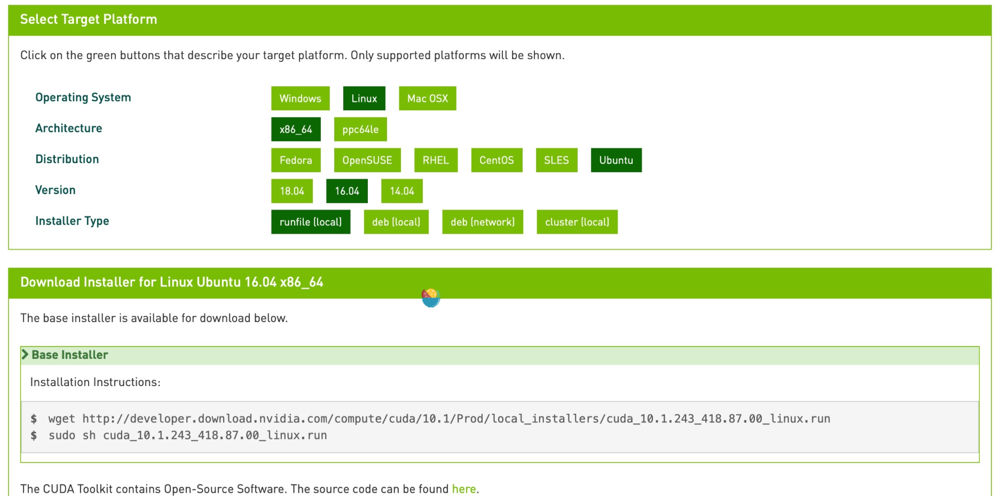 Select Target Platform
Click on the green buttons that describe your target platform. Only supported platforms will be shown.
Operating System Windows Linux Mac OSX
Architecture x86_64 ppc64le
Distribution Fedora OpenSUSE RHEL CentOS SLES Ubuntu
Version 18.04 16.04 14.04
Installer Type runfile (local) deb (local) deb (network) cluster (local)
Download Installer for Linux Ubuntu 16.04 x86_64
The base installer is available for download below.
Base Installer
Installation Instructions:
$ wget http://developer.download.nvidia.com/compute/cuda/10.1/Prod/local_installers/cuda_10.1.243_418.87.00_linux.run
$ sudo sh cuda_10.1.243_418.87.00_linux.run
The CUDA Toolkit contains Open-Source Software. The source code can be found here.